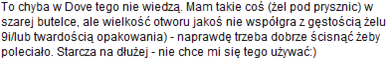 To chyba w Dove tego nie wiedzą. Mam takie coś (żel pod prysznic) w
szarej butelce, ale wielkość otworu jakoś nie współgra z gęstością żelu
9i/lub twardością opakowania) - naprawdę trzeba dobrze ścisnąć żeby
poleciało. Starcza na dłużej - nie chce mi się tego używać:)